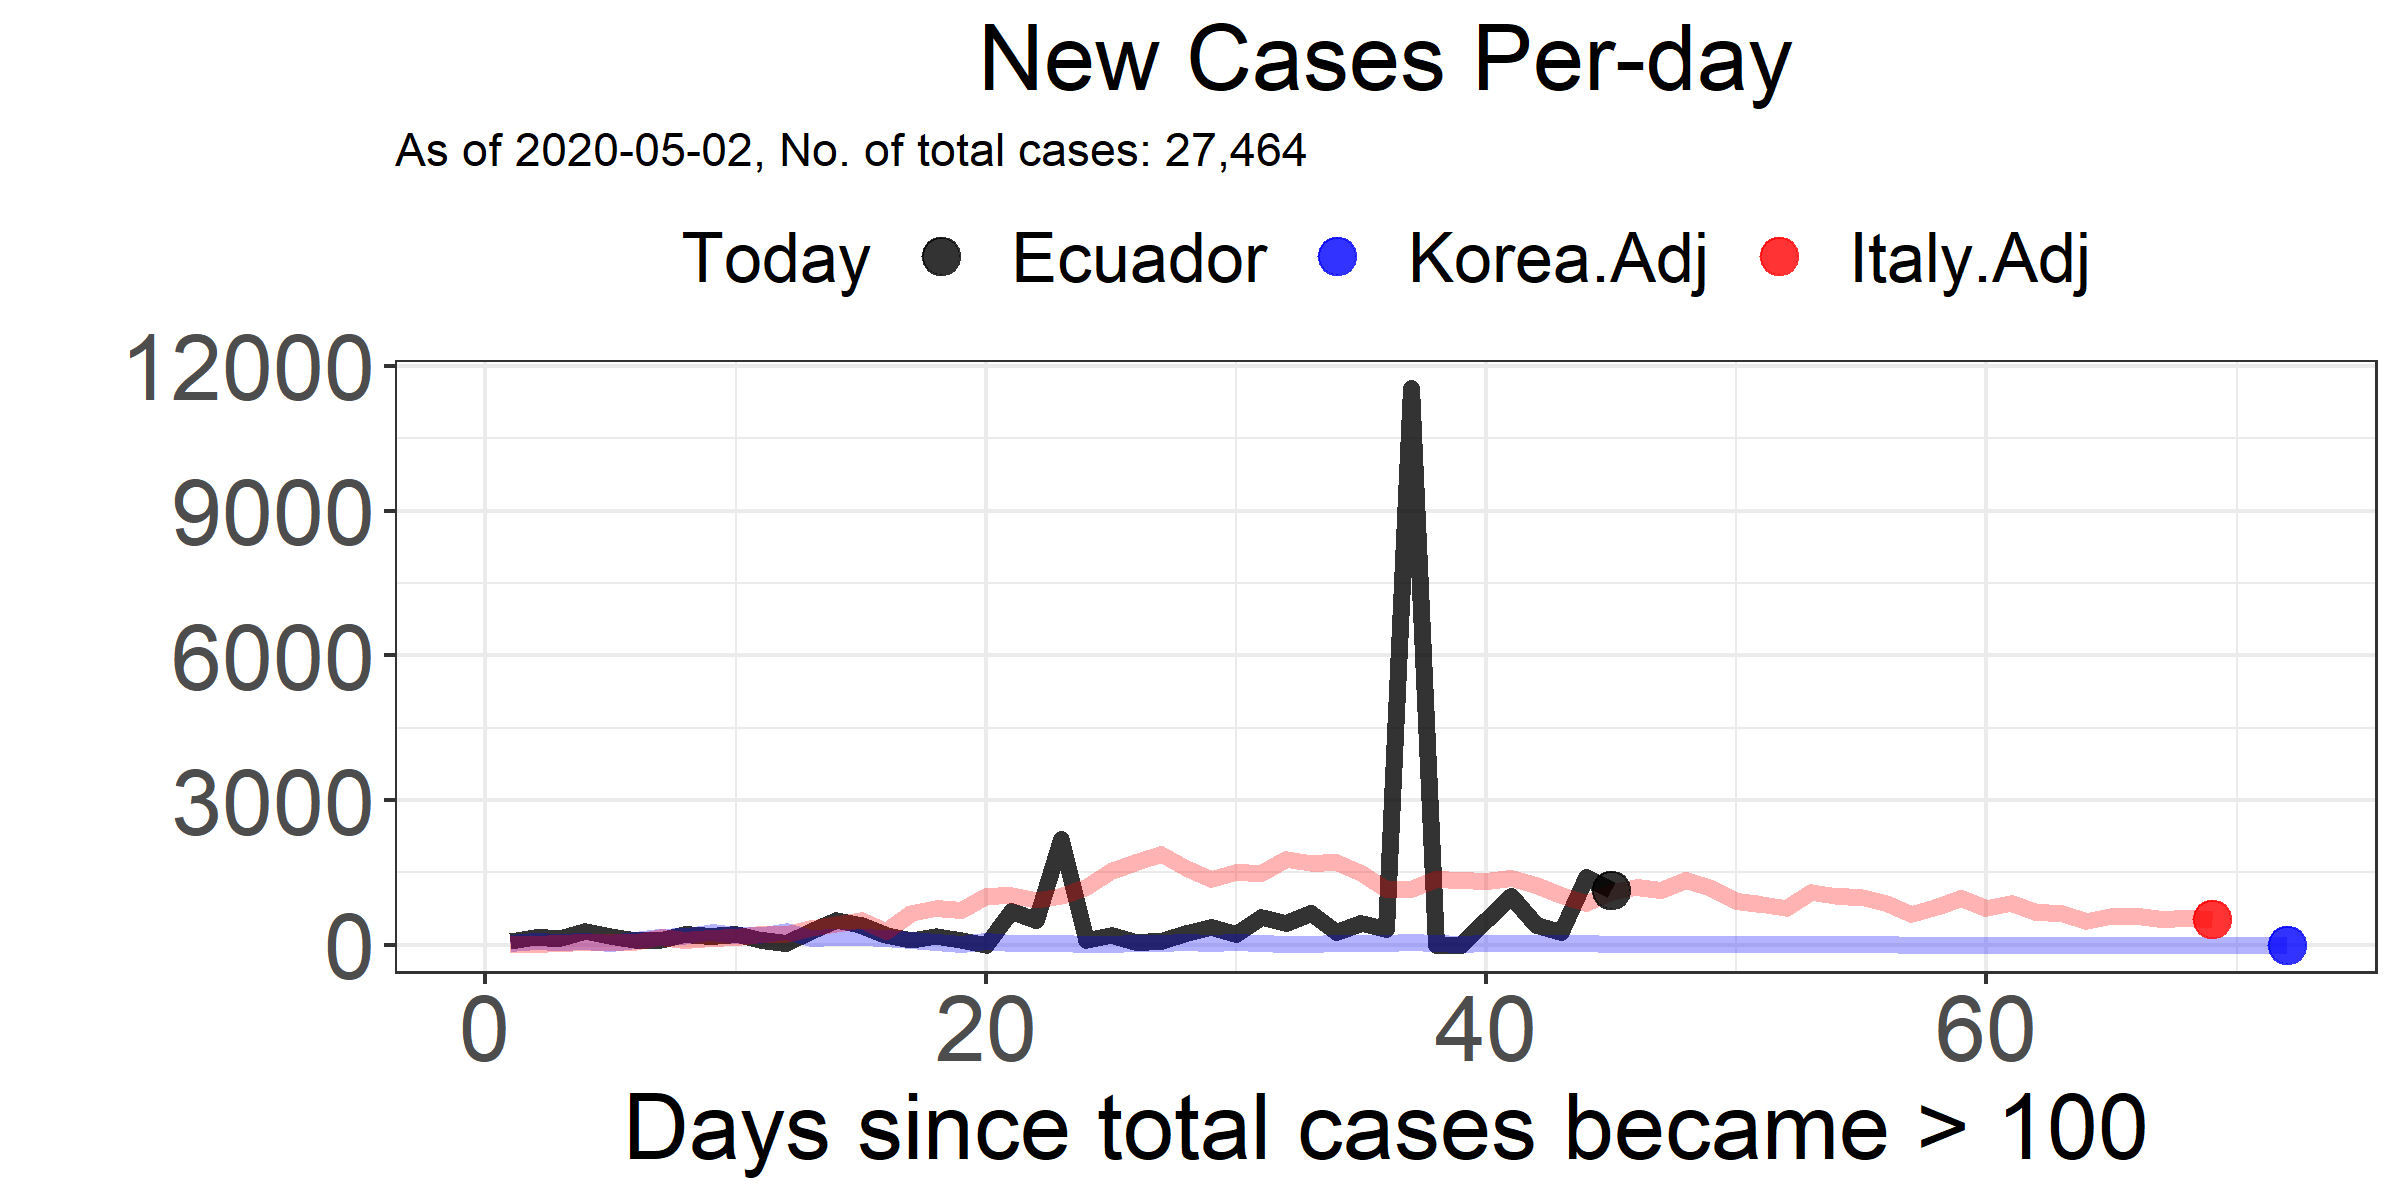 New Cases Per-day
As of 2020-05-02, No. of total cases: 27,464
Today Ecuador Korea.Adj Italy.Adj
12000
9000
6000
3000
0
0 20 40 60
Days since total cases became > 100